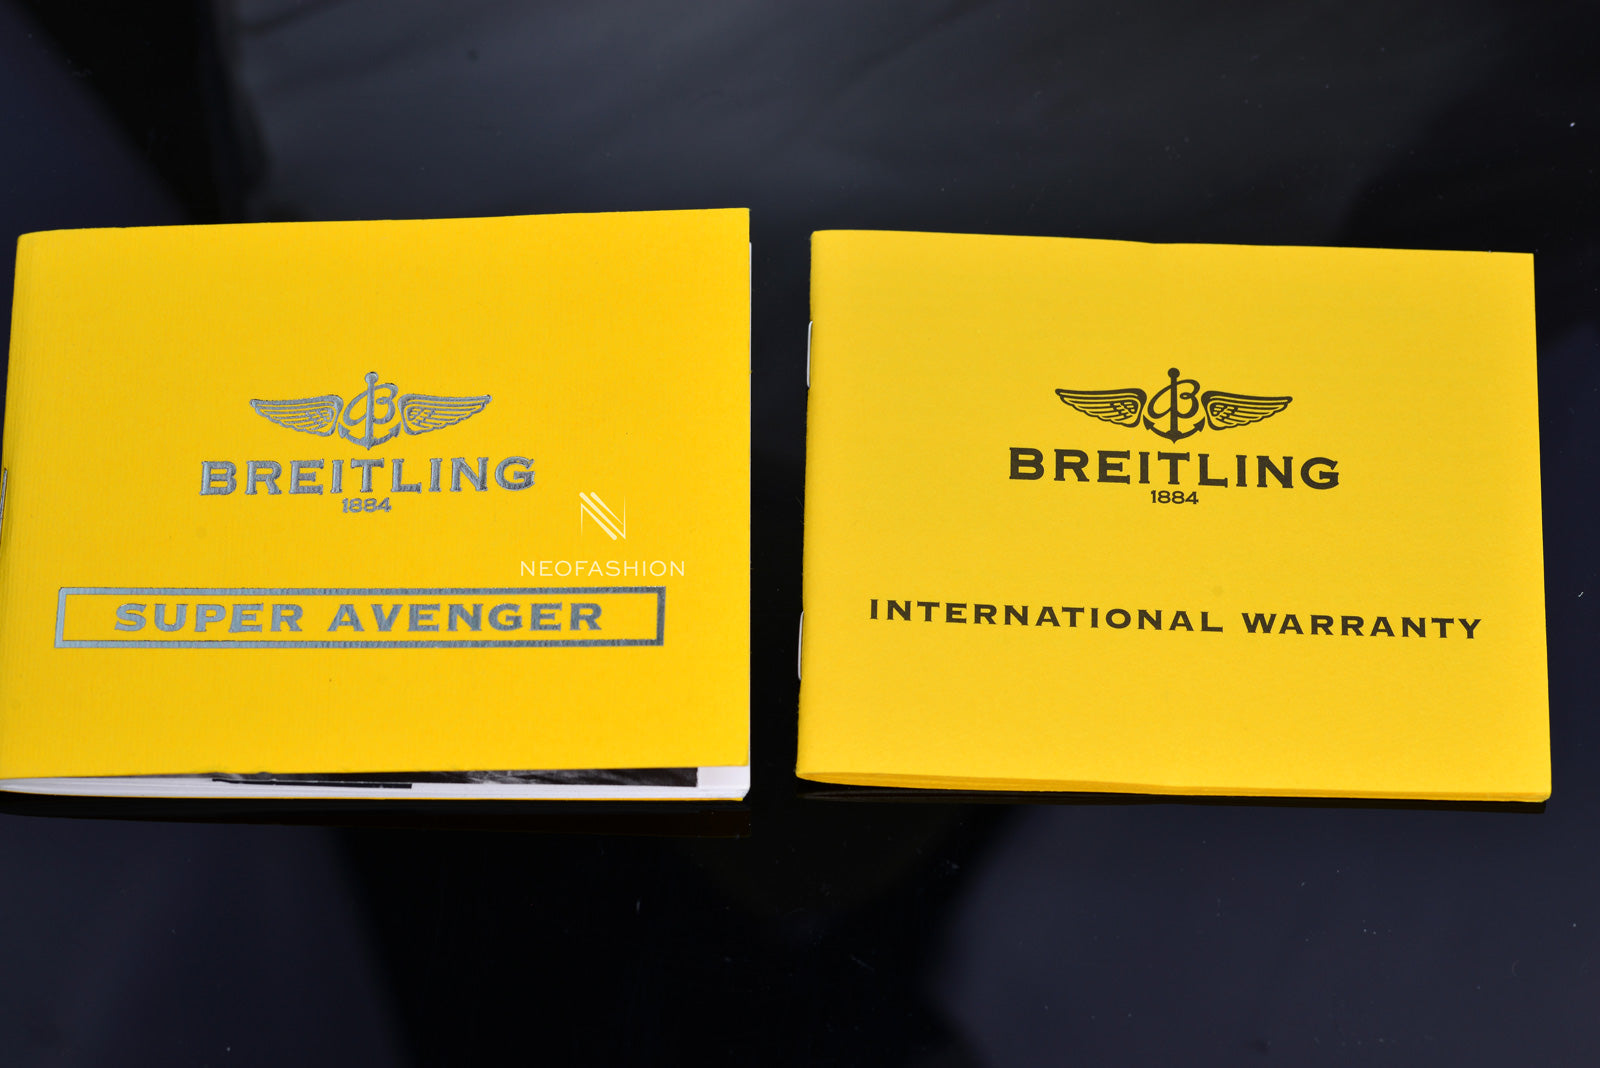 BREITLING
1884
NEOFASHION
SUPER AVENGER
BREITLING
1884
INTERNATIONAL WARRANTY